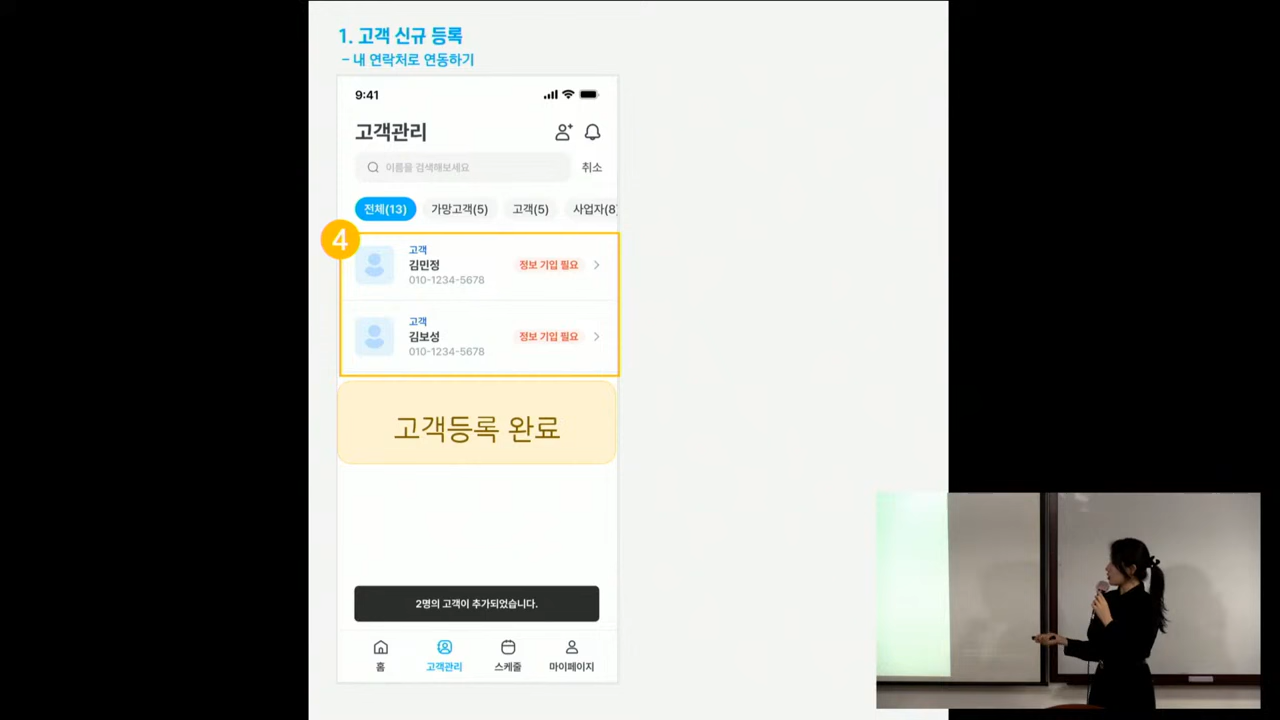 1. 고객 신규 등록
- 내 연락처로 연동하기
9:41
고객관리
이름을 검색해보세요
취소
전체(13)
가망고객(5)
고객(5)
사업자(8)
4
고객
김민정
010-1234-5678
정보 기입 필요
고객
김보성
010-1234-5678
정보 기입 필요
고객등록 완료
2명의 고객이 추가되었습니다.
홈
고객관리
스케줄
마이페이지